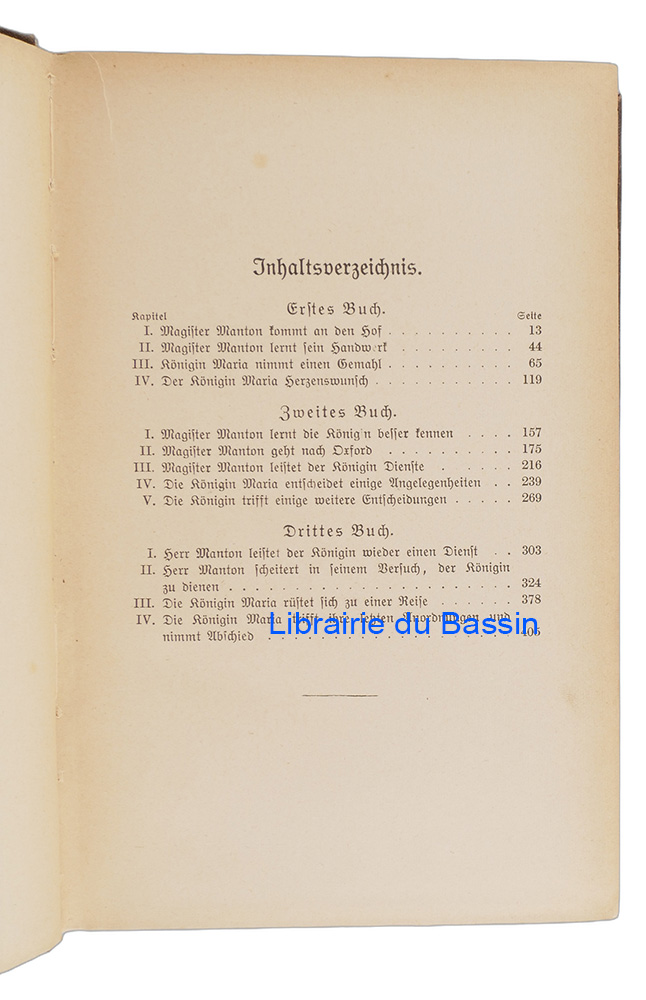 Inhaltsverzeichnis.
Erstes Buch.
Kapitel Seite
I. Magister Manton kommt an den Hof . . . . . . . . . . 13
II. Magister Manton lernt sein Handwerk . . . . . . . . . 44
III. Königin Maria nimmt einen Gemahl . . . . . . . . . . 65
IV. Der Königin Maria Herzenswunsch . . . . . . . . . . . 119
Zweites Buch.
I. Magister Manton lernt die Königin besser kennen . . . . 157
II. Magister Manton geht nach Oxford . . . . . . . . . . 175
III. Magister Manton leistet der Königin Dienste . . . . . . 216
IV. Die Königin Maria entscheidet einige Angelegenheiten . . 239
V. Die Königin trifft einige weitere Entscheidungen . . . . . 269
Drittes Buch.
I. Herr Manton leistet der Königin wieder einen Dienst . . 303
II. Herr Manton scheitert in seinem Versuch, der Königin
zu dienen . . . . . . . . . . . . . . . . . . . . . . 324
III. Die Königin Maria rüstet sich zu einer Reise . . . . . . 378
IV. Die Königin Maria trifft ihre letzten Anordnungen und
nimmt Abschied . . . . . . . . . . . . . . . . . . . 405
Librairie du Bassin